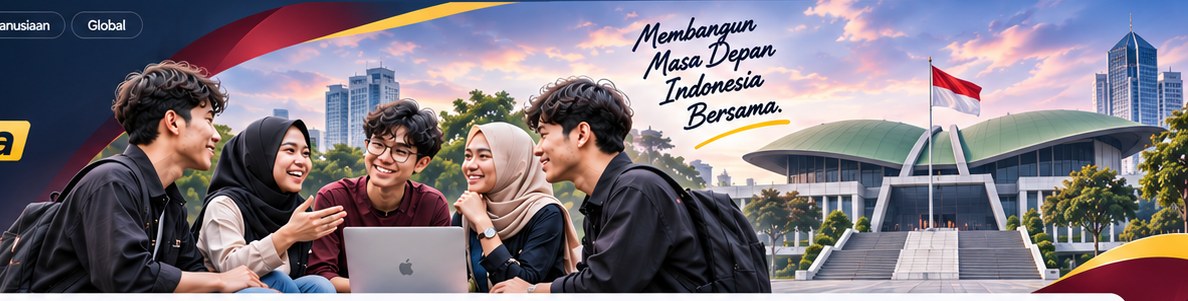 anusiaan
Global
a
Membangun
Masa Depan
Indonesia
Bersama.